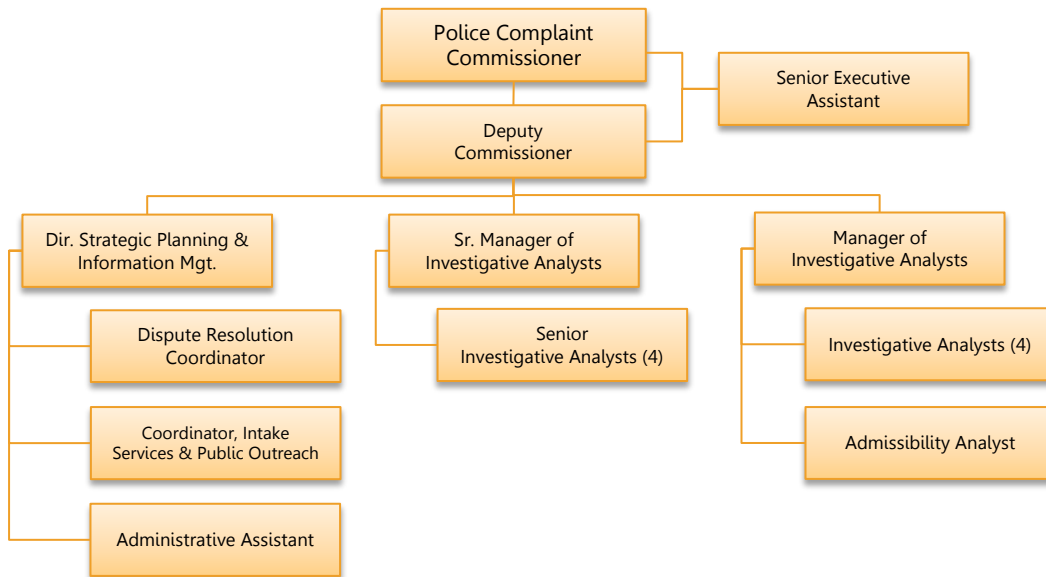 Police Complaint
Commissioner
Senior Executive
Assistant
Deputy
Commissioner
Dir. Strategic Planning &
Information Mgt.
Sr. Manager of
Investigative Analysts
Manager of
Investigative Analysts
Dispute Resolution
Coordinator
Senior
Investigative Analysts (4)
Investigative Analysts (4)
Coordinator, Intake
Services & Public Outreach
Admissibility Analyst
Administrative Assistant